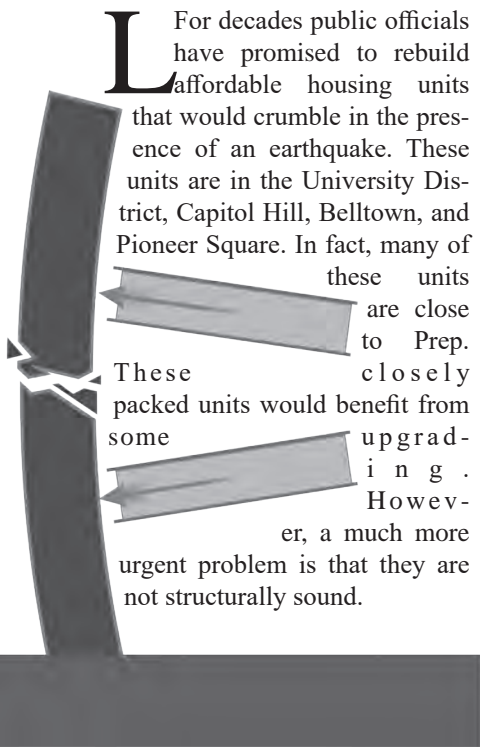 L For decades public officials
have promised to rebuild
affordable housing units
that would crumble in the pres-
ence of an earthquake. These
units are in the University Dis-
trict, Capitol Hill, Belltown, and
Pioneer Square. In fact, many of
these units
are close
to Prep.
These closely
packed units would benefit from
some upgrad-
ing.
Howev-
er, a much more
urgent problem is that they are
not structurally sound.